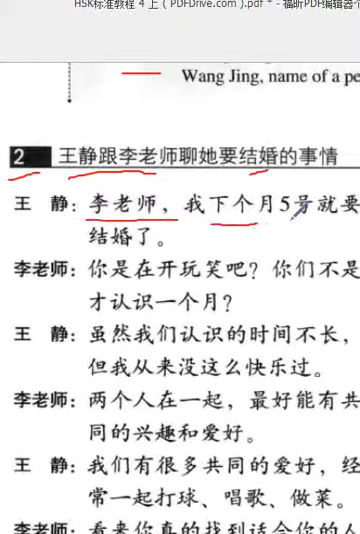 HSK标准教程 4 上 ( PDFDrive.com ).pdf * - 福昕PDF编辑器个
Wang Jing, name of a pe
2 王静跟李老师聊她要结婚的事情
王 静：李老师，我下个月5号就要
结婚了。
李老师：你是在开玩笑吧？你们不是
才认识一个月？
王 静：虽然我们认识的时间不长，
但我从来没这么快乐过。
李老师：两个人在一起，最好能有共
同的兴趣和爱好。
王 静：我们有很多共同的爱好，经
常一起打球、唱歌、做菜。
李老师：看来你真的找到适合你的人